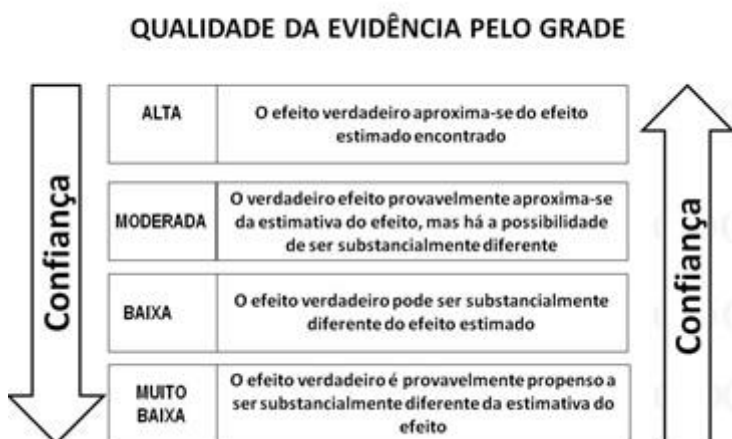 QUALIDADE DA EVIDÊNCIA PELO GRADE
Confiança
ALTA
O efeito verdadeiro aproxima-se do efeito
estimado encontrado
MODERADA
O verdadeiro efeito provavelmente aproxima-se
da estimativa do efeito, mas há a possibilidade
de ser substancialmente diferente
BAIXA
O efeito verdadeiro pode ser substancialmente
diferente do efeito estimado
MUITO
BAIXA
O efeito verdadeiro é provavelmente propenso a
ser substancialmente diferente da estimativa do
efeito
Confiança